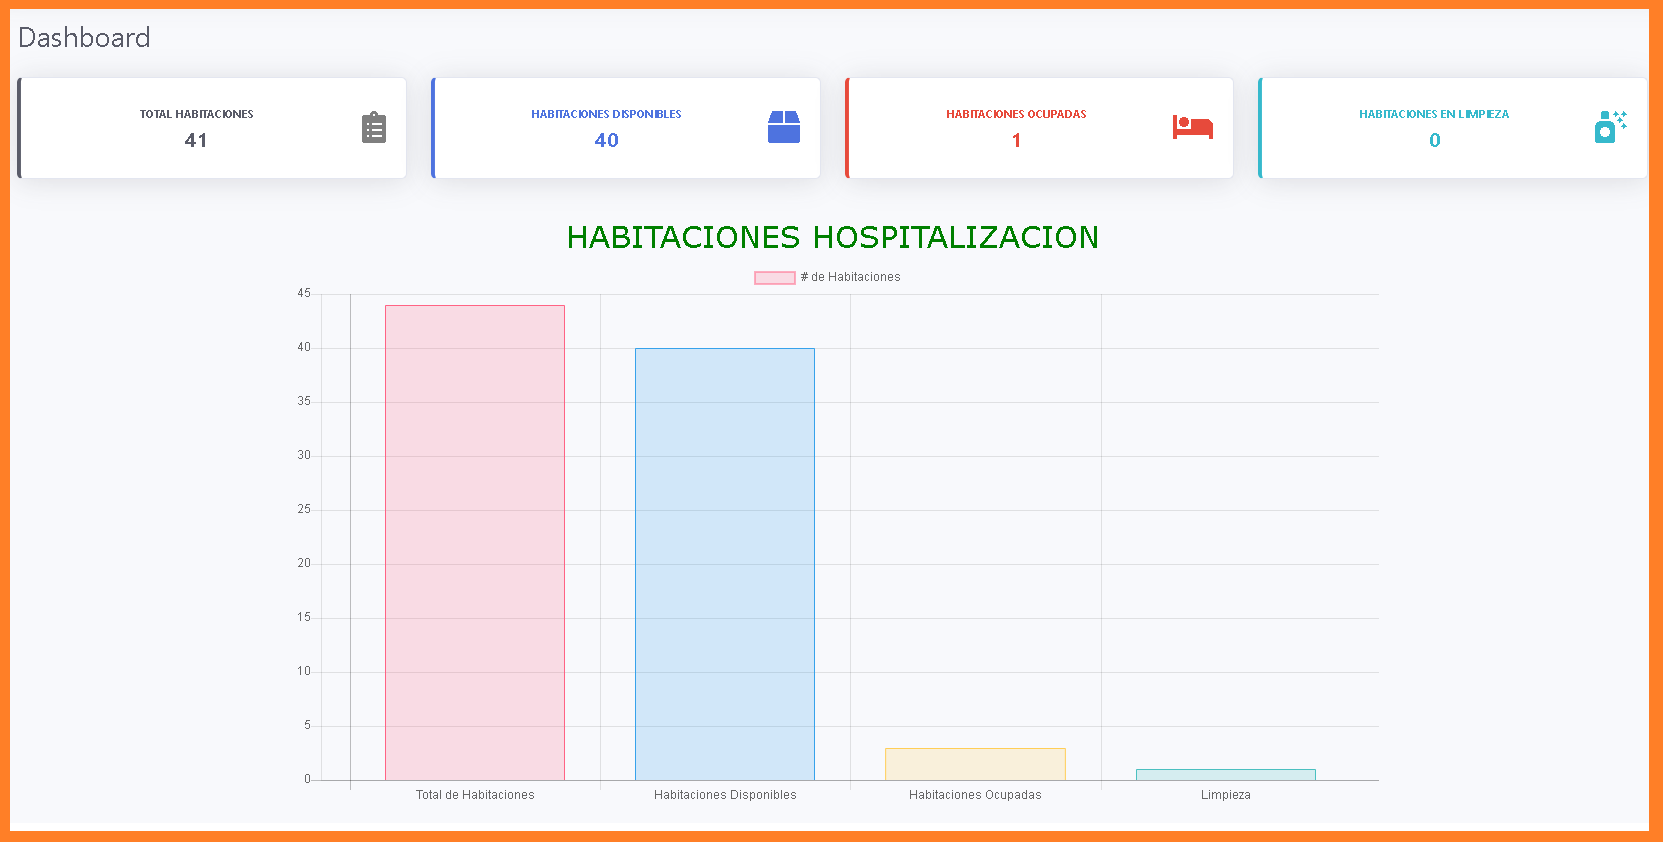 Dashboard
TOTAL HABITACIONES
41
HABITACIONES DISPONIBLES
40
HABITACIONES OCUPADAS
1
HABITACIONES EN LIMPIEZA
0
HABITACIONES HOSPITALIZACION
# de Habitaciones
45
40
35
30
25
20
15
10
5
0
Total de Habitaciones
Habitaciones Disponibles
Habitaciones Ocupadas
Limpieza